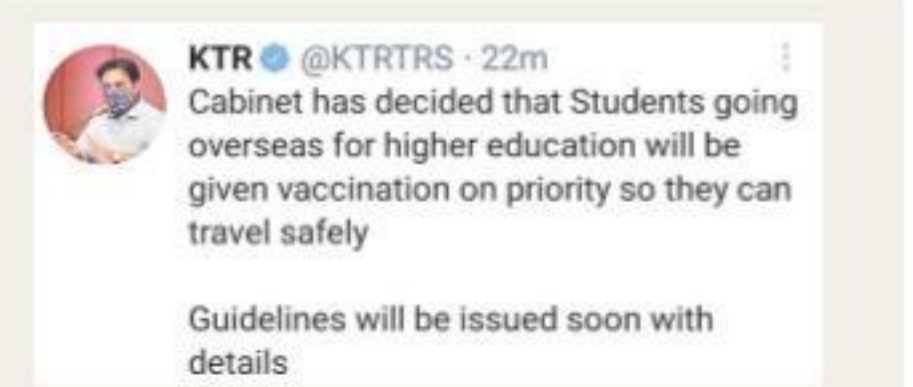 KTR @KTRTRS · 22m
Cabinet has decided that Students going
overseas for higher education will be
given vaccination on priority so they can
travel safely
Guidelines will be issued soon with
details